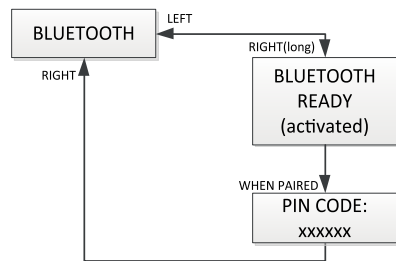 BLUETOOTH
LEFT
RIGHT(long)
RIGHT
BLUETOOTH
READY
(activated)
WHEN PAIRED
PIN CODE:
xxxxxx